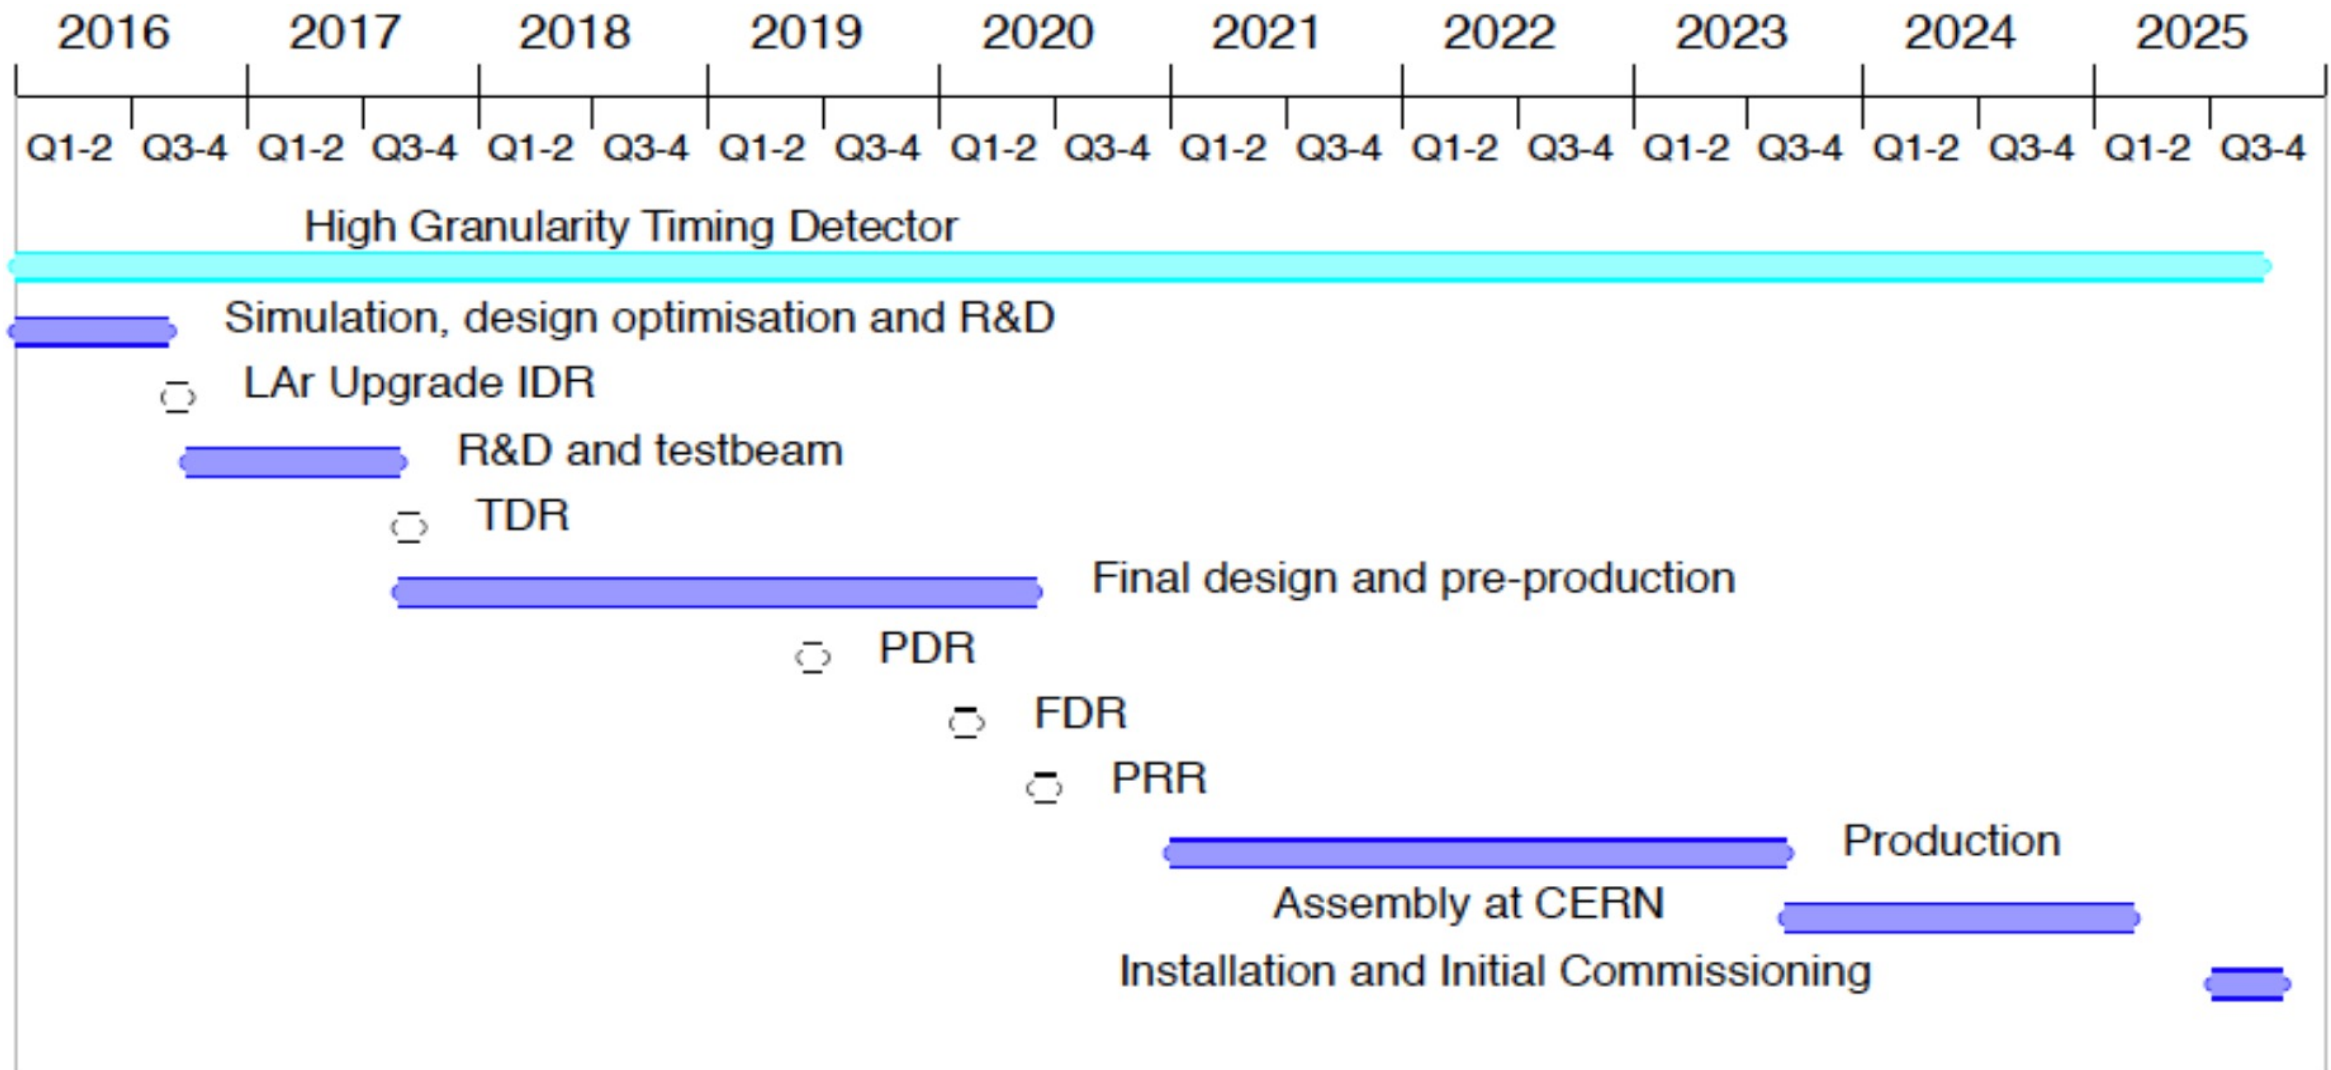 2016 2017 2018 2019 2020 2021 2022 2023 2024 2025
Q1-2 Q3-4 Q1-2 Q3-4 Q1-2 Q3-4 Q1-2 Q3-4 Q1-2 Q3-4 Q1-2 Q3-4 Q1-2 Q3-4 Q1-2 Q3-4 Q1-2 Q3-4 Q1-2 Q3-4
High Granularity Timing Detector
Simulation, design optimisation and R&D
LAr Upgrade IDR
R&D and testbeam
TDR
Final design and pre-production
PDR
FDR
PRR
Production
Assembly at CERN
Installation and Initial Commissioning